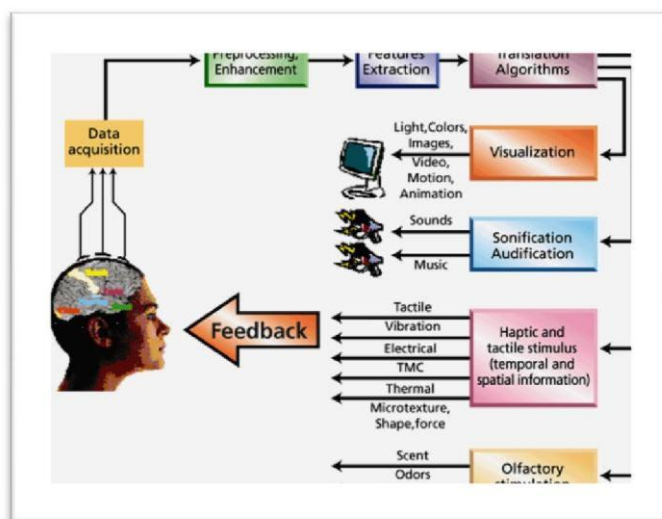 Preprocessing,
Enhancement
Features
Extraction
Translation
Algorithms
Data
acquisition
Light,Colors,
Images,
Video,
Motion,
Animation
Visualization
Sounds
Music
Sonification
Audification
Feedback
Tactile
Vibration
Electrical
TMC
Thermal
Microtexture,
Shape,force
Haptic and
tactile stimulus
(temporal and
spatial information)
Scent
Odors
Olfactory
stimulation